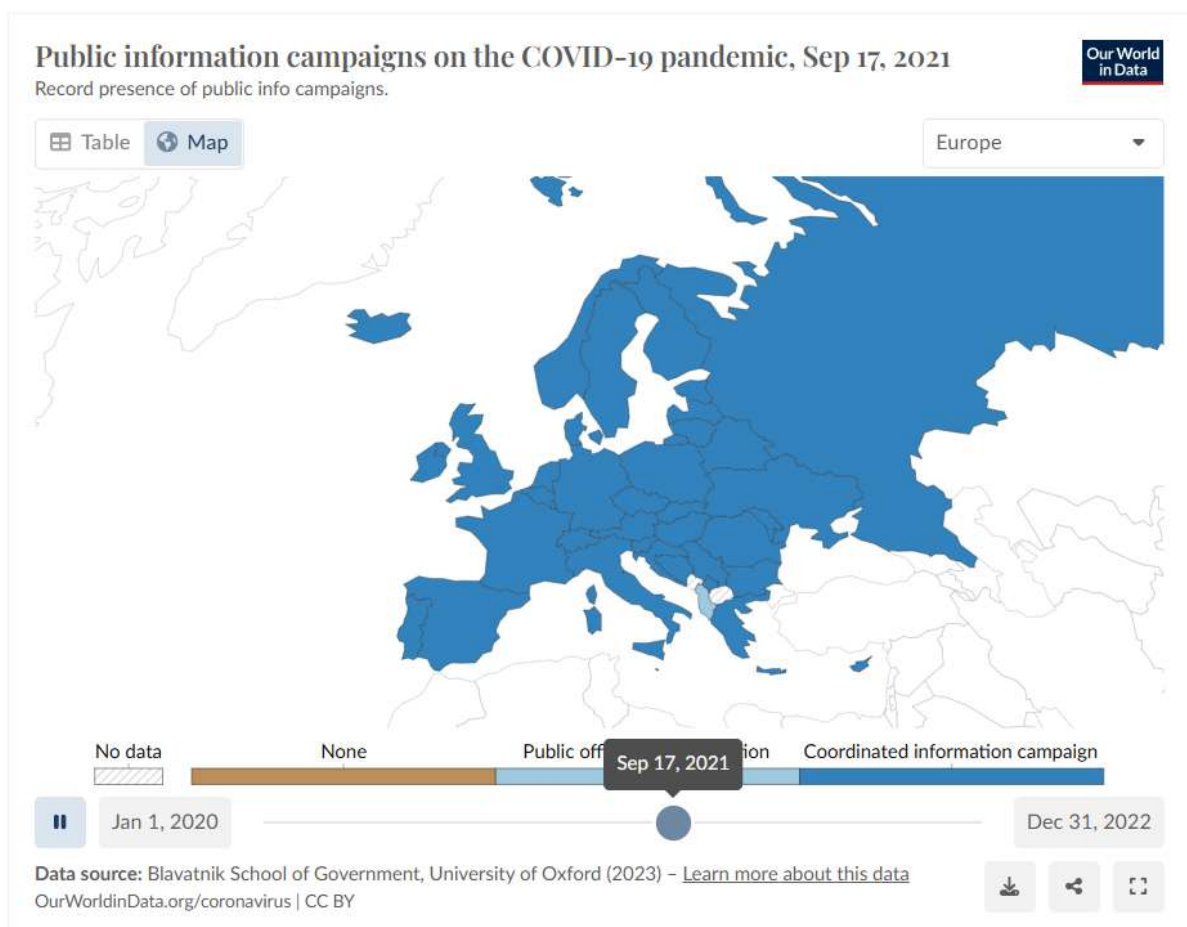 Public information campaigns on the COVID-19 pandemic, Sep 17, 2021
Our World
in Data
Record presence of public info campaigns.
Table
Map
Europe
No data
None
Public
Coordinated information campaign
Sep 17, 2021
Jan 1, 2020
Dec 31, 2022
Data source: Blavatnik School of Government, University of Oxford (2023) – Learn more about this data
OurWorldinData.org/coronavirus | CC BY